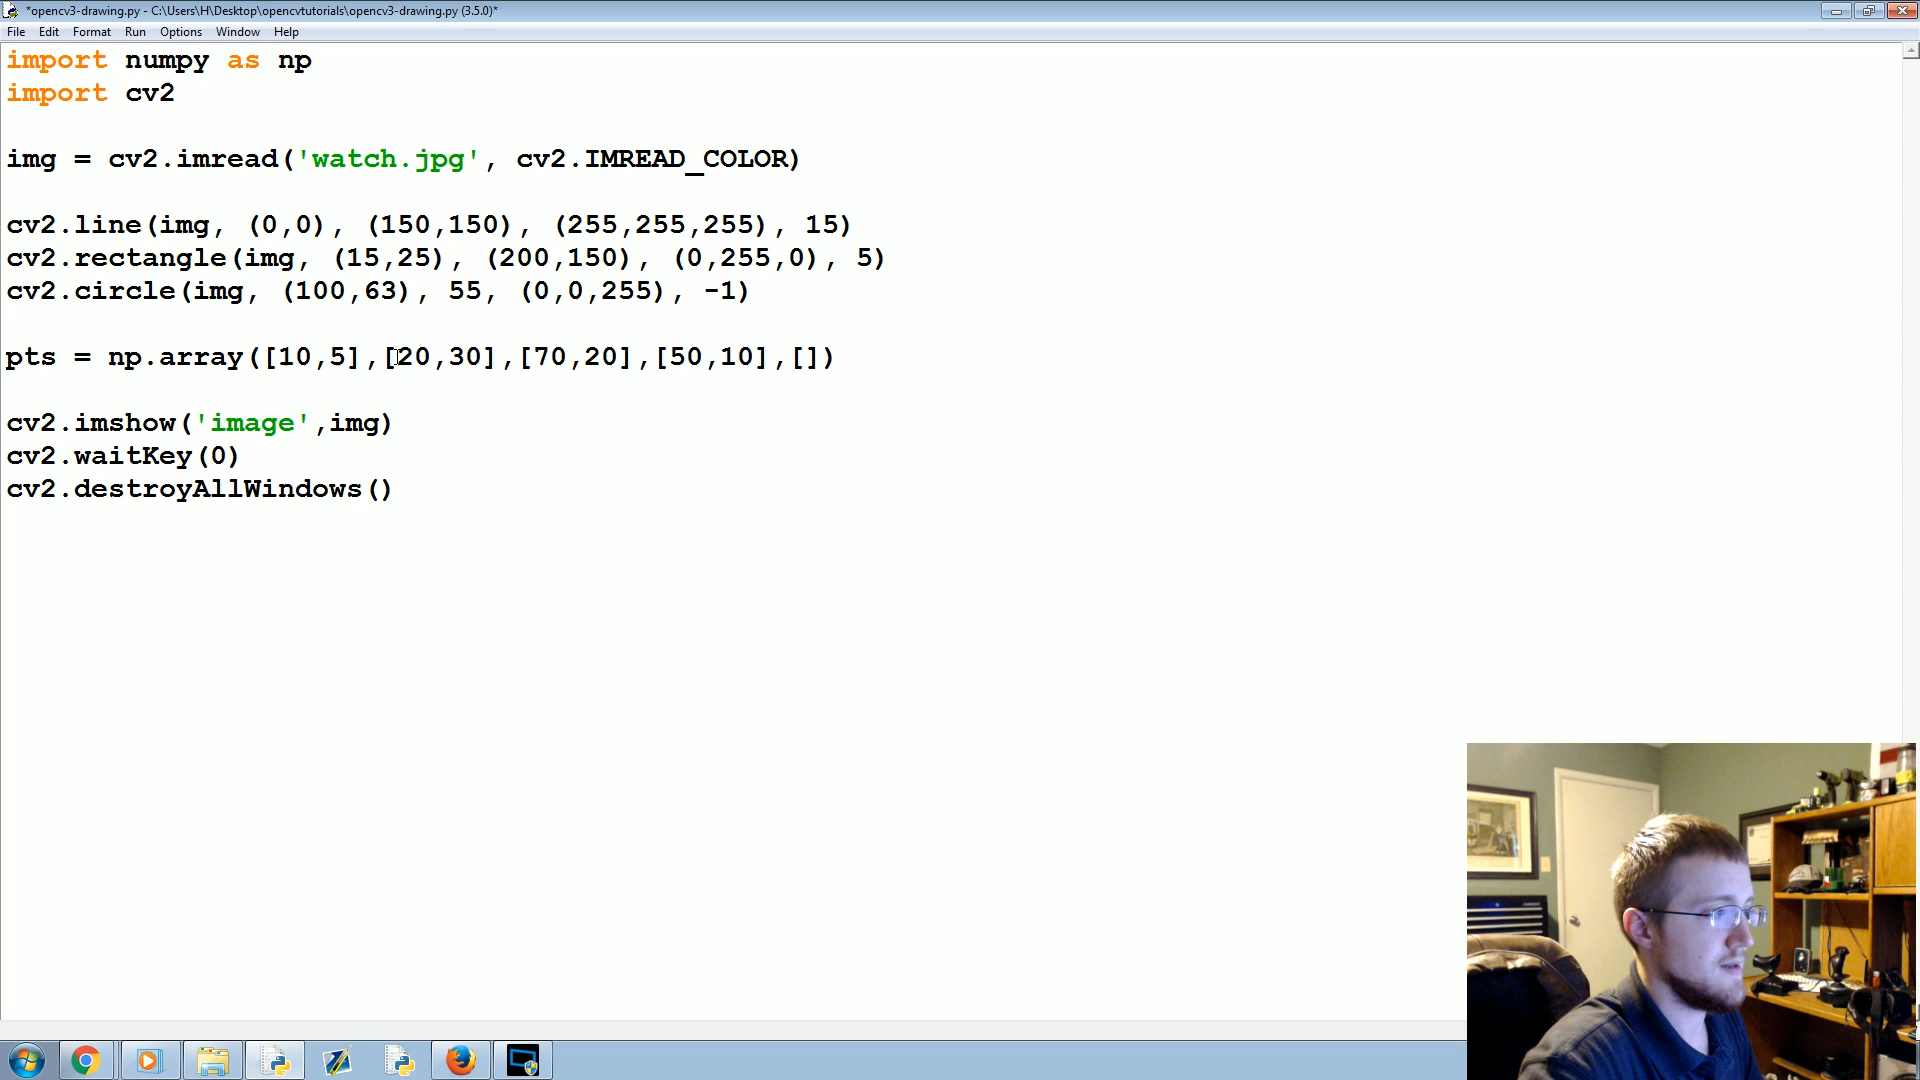 *opencv3-drawing.py - C:\Users\H\Desktop\opencvtutorials\opencv3-drawing.py (3.5.0)*
File Edit Format Run Options Window Help
import numpy as np
import cv2
img = cv2.imread('watch.jpg', cv2.IMREAD_COLOR)
cv2.line(img, (0,0), (150,150), (255,255,255), 15)
cv2.rectangle(img, (15,25), (200,150), (0,255,0), 5)
cv2.circle(img, (100,63), 55, (0,0,255), -1)
pts = np.array([10,5],[20,30],[70,20],[50,10],[])
cv2.imshow('image',img)
cv2.waitKey(0)
cv2.destroyAllWindows()